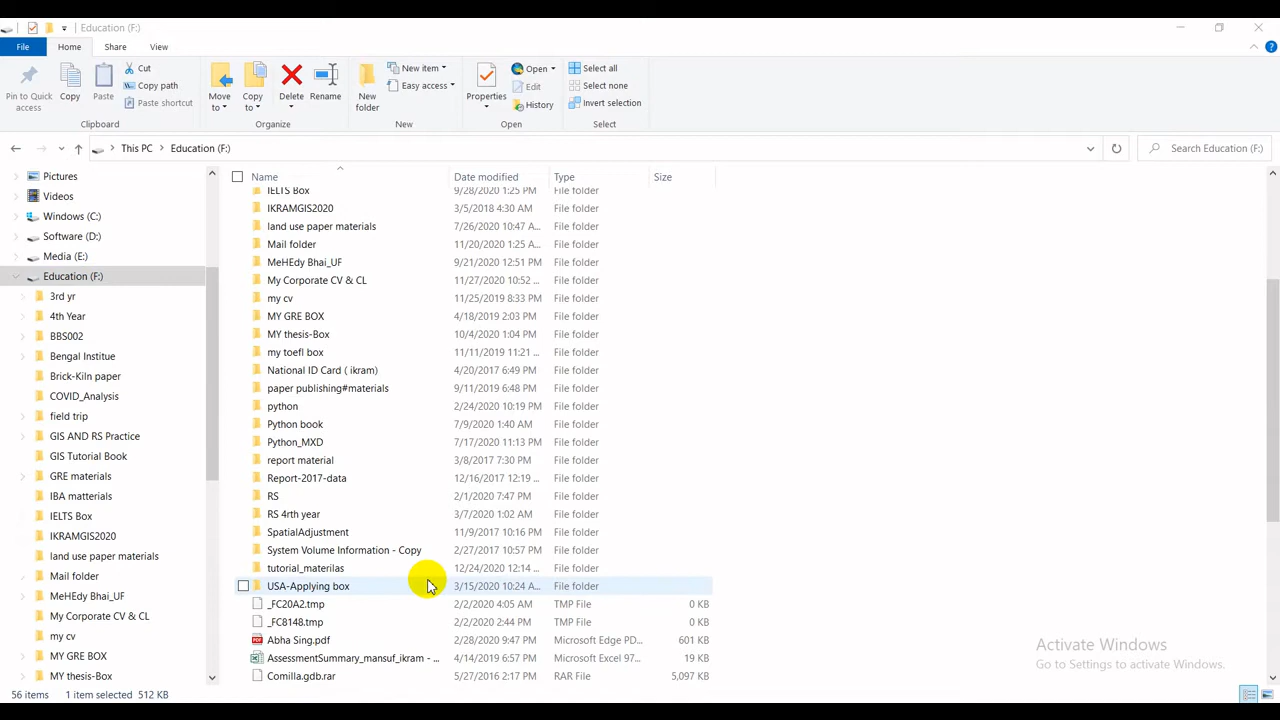 Education (F:)
File
Home
Share
View
Pin to Quick access
Copy
Paste
Cut
Copy path
Paste shortcut
Clipboard
Move to
Copy to
Delete
Rename
Organize
New folder
New item
Easy access
New
Properties
Open
Edit
History
Open
Select all
Select none
Invert selection
Select
This PC
Education (F:)
Search Education (F:)
Pictures
Videos
Windows (C:)
Software (D:)
Media (E:)
Education (F:)
3rd yr
4th Year
BBS002
Bengal Institue
Brick-Kiln paper
COVID_Analysis
field trip
GIS AND RS Practice
GIS Tutorial Book
GRE materials
IBA matterials
IELTS Box
IKRAMGIS2020
land use paper materials
Mail folder
MeHEdy Bhai_UF
My Corporate CV & CL
my cv
MY GRE BOX
MY thesis-Box
Name Date modified Type Size
IELTS Box 9/28/2020 1:25 PM File folder
IKRAMGIS2020 3/5/2018 4:30 AM File folder
land use paper materials 7/26/2020 10:47 A... File folder
Mail folder 11/20/2020 1:25 A... File folder
MeHEdy Bhai_UF 9/21/2020 12:51 PM File folder
My Corporate CV & CL 11/27/2020 10:52 ... File folder
my cv 11/25/2019 8:33 PM File folder
MY GRE BOX 4/18/2019 2:03 PM File folder
MY thesis-Box 10/4/2020 1:04 PM File folder
my toefl box 11/11/2019 11:21 ... File folder
National ID Card ( ikram) 4/20/2017 6:49 PM File folder
paper publishing#materials 9/11/2019 6:48 PM File folder
python 2/24/2020 10:19 PM File folder
Python book 7/9/2020 1:40 AM File folder
Python_MXD 7/17/2020 11:13 PM File folder
report material 3/8/2017 7:30 PM File folder
Report-2017-data 12/16/2017 12:19 ... File folder
RS 2/1/2020 7:47 PM File folder
RS 4rth year 3/7/2020 1:02 AM File folder
SpatialAdjustment 11/9/2017 10:16 PM File folder
System Volume Information - Copy 2/27/2017 10:57 PM File folder
tutorial_materilas 12/24/2020 12:14 ... File folder
USA-Applying box 3/15/2020 10:24 A... File folder
_FC20A2.tmp 2/2/2020 4:05 AM TMP File 0 KB
_FC8148.tmp 2/2/2020 2:44 PM TMP File 0 KB
Abha Sing.pdf 2/28/2020 9:47 PM Microsoft Edge PD... 601 KB
AssessmentSummary_mansuf_ikram - ... 4/14/2019 6:57 PM Microsoft Excel 97... 19 KB
Comilla.gdb.rar 5/27/2016 2:17 PM RAR File 5,097 KB
Activate Windows
Go to Settings to activate Windows.
56 items 1 item selected 512 KB